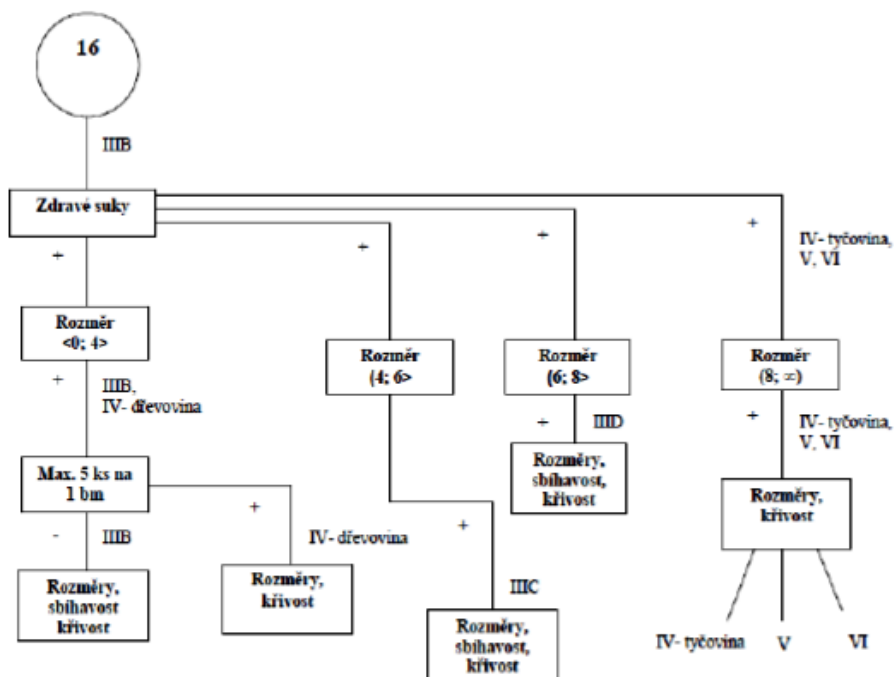 16
IIIB
Zdravé suky
+
+
+
+
IV- tyčovina,
V, VI
Rozměr
<0; 4>
Rozměr
(4; 6>
Rozměr
(6; 8>
Rozměr
(8; ∞)
+
IIIB,
IV- dřevovina
+
IIID
+
IV- tyčovina,
V, VI
Max. 5 ks na
1 bm
Rozměry,
sbíhavost,
křivost
Rozměry,
křivost
-
IIIB
+
IV- dřevovina
+
IIIC
Rozměry,
sbíhavost
křivost
Rozměry,
křivost
Rozměry,
sbíhavost,
křivost
IV- tyčovina
V
VI